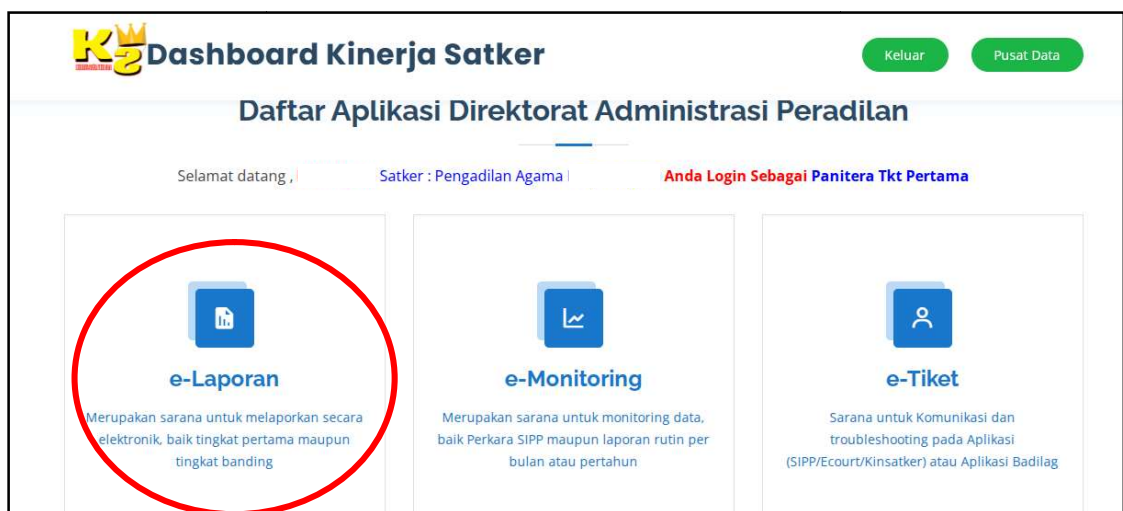 K2 Dashboard Kinerja Satker
Keluar
Pusat Data
Daftar Aplikasi Direktorat Administrasi Peradilan
Selamat datang , Satker : Pengadilan Agama Anda Login Sebagai Panitera Tkt Pertama
e-Laporan
Merupakan sarana untuk melaporkan secara
elektronik, baik tingkat pertama maupun
tingkat banding
e-Monitoring
Merupakan sarana untuk monitoring data,
baik Perkara SIPP maupun laporan rutin per
bulan atau pertahun
e-Tiket
Sarana untuk Komunikasi dan
troubleshooting pada Aplikasi
(SIPP/Ecourt/Kinsatker) atau Aplikasi Badilag